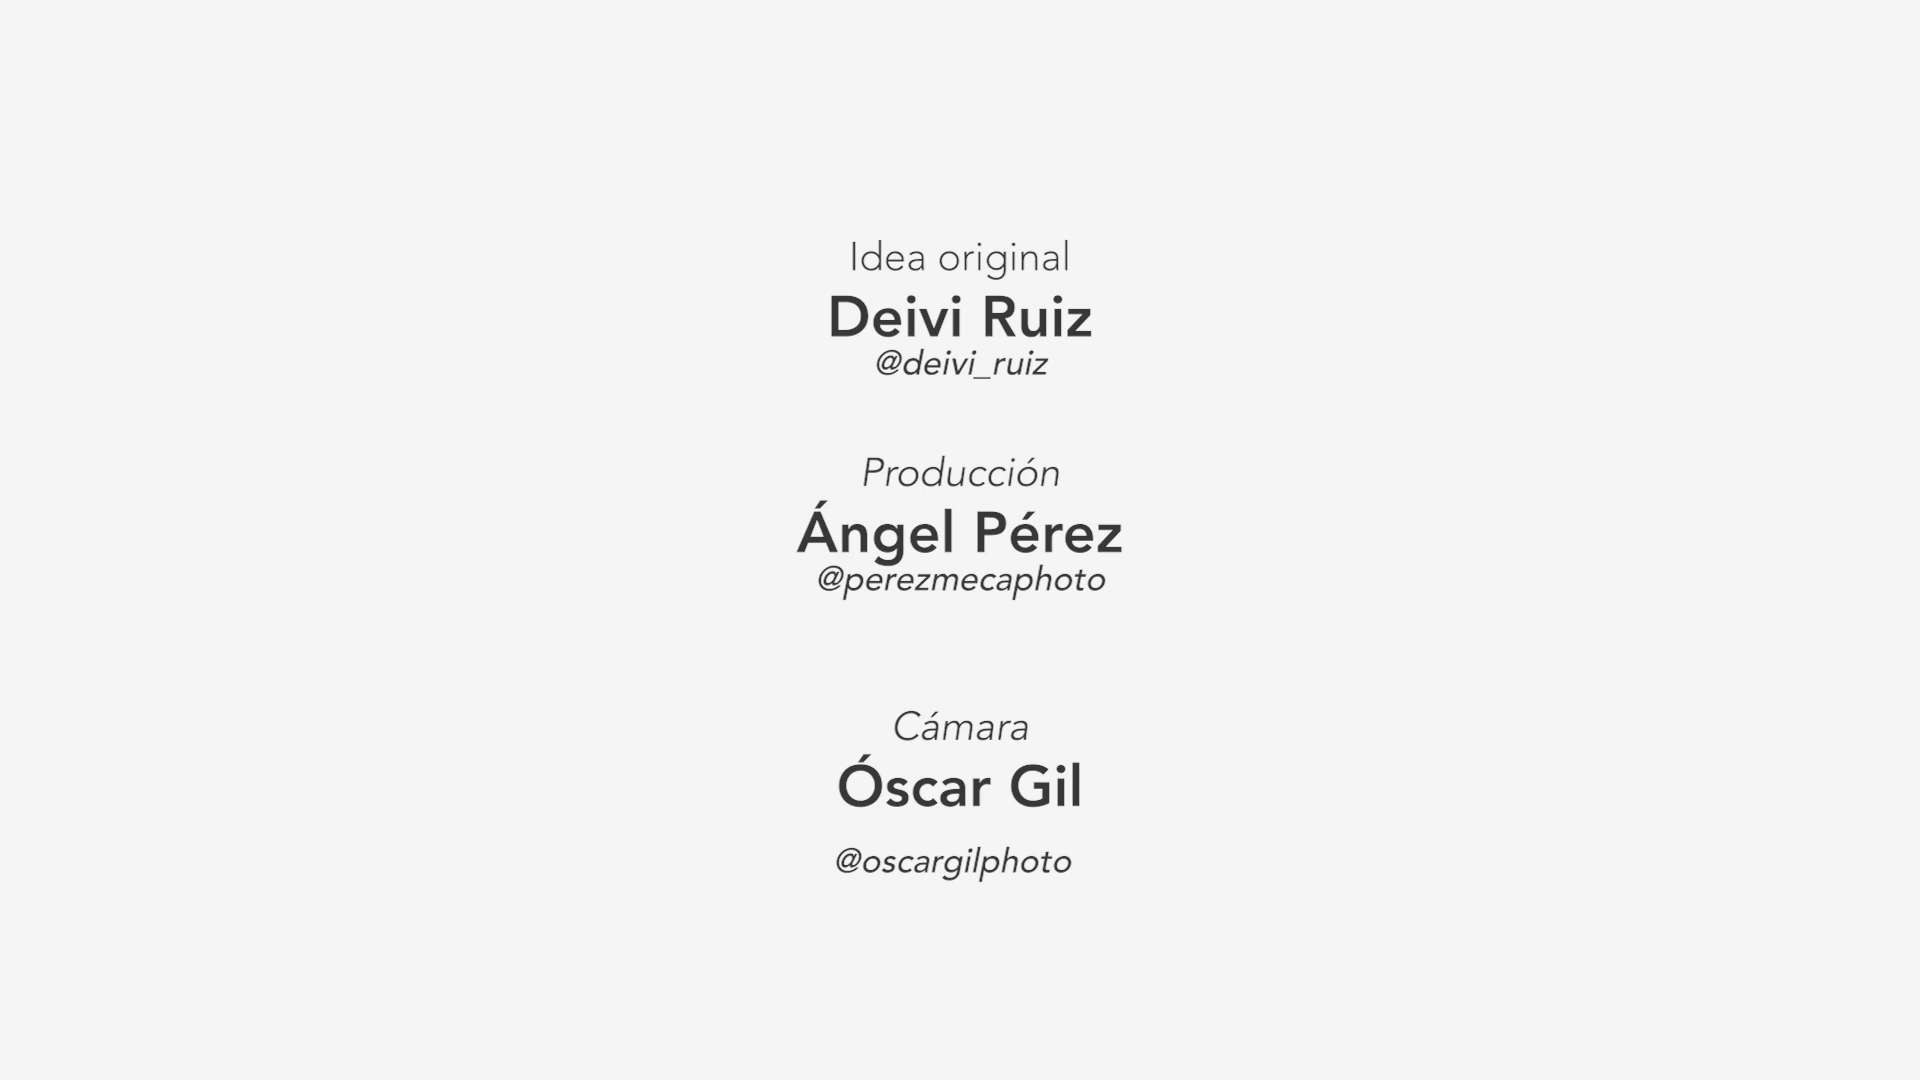 Idea original
Deivi Ruiz
@deivi_ruiz
Producción
Ángel Pérez
@perezmecaphoto
Cámara
Óscar Gil
@oscargilphoto